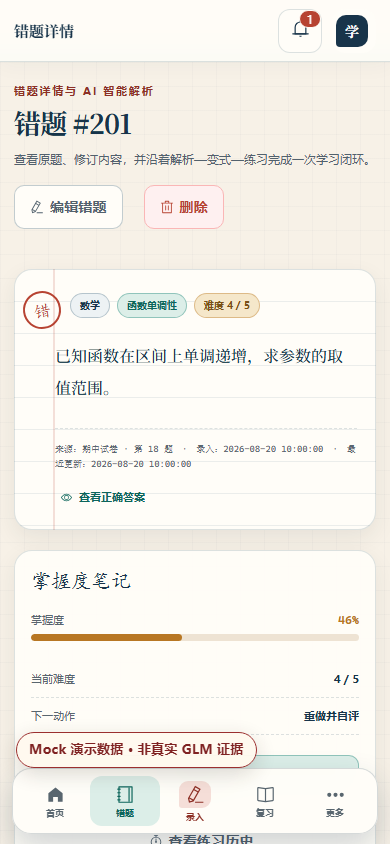 错题详情
1
学
错题详情与 AI 智能解析
错题 #201
查看原题、修订内容，并沿着解析—变式—练习完成一次学习闭环。
编辑错题
删除
错
数学
函数单调性
难度 4 / 5
已知函数在区间上单调递增，求参数的取
值范围。
来源：期中试卷 · 第 18 题 · 录入：2026-08-20 10:00:00 · 最
近更新：2026-08-20 10:00:00
查看正确答案
掌握度笔记
掌握度
46%
当前难度
4 / 5
下一动作
重做并自评
Mock 演示数据 • 非真实 GLM 证据
首页
错题
录入
复习
更多
查看练习历史